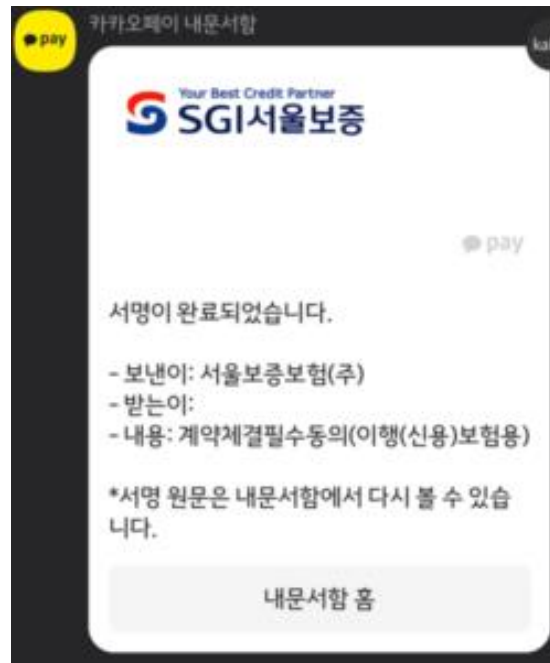 pay
카카오페이 내문서함
ka
Your Best Credit Partner
SGI서울보증
pay
서명이 완료되었습니다.
- 보낸이: 서울보증보험(주)
- 받는이:
- 내용: 계약체결필수동의(이행(신용)보험용)
*서명 원문은 내문서함에서 다시 볼 수 있습
니다.
내문서함 홈